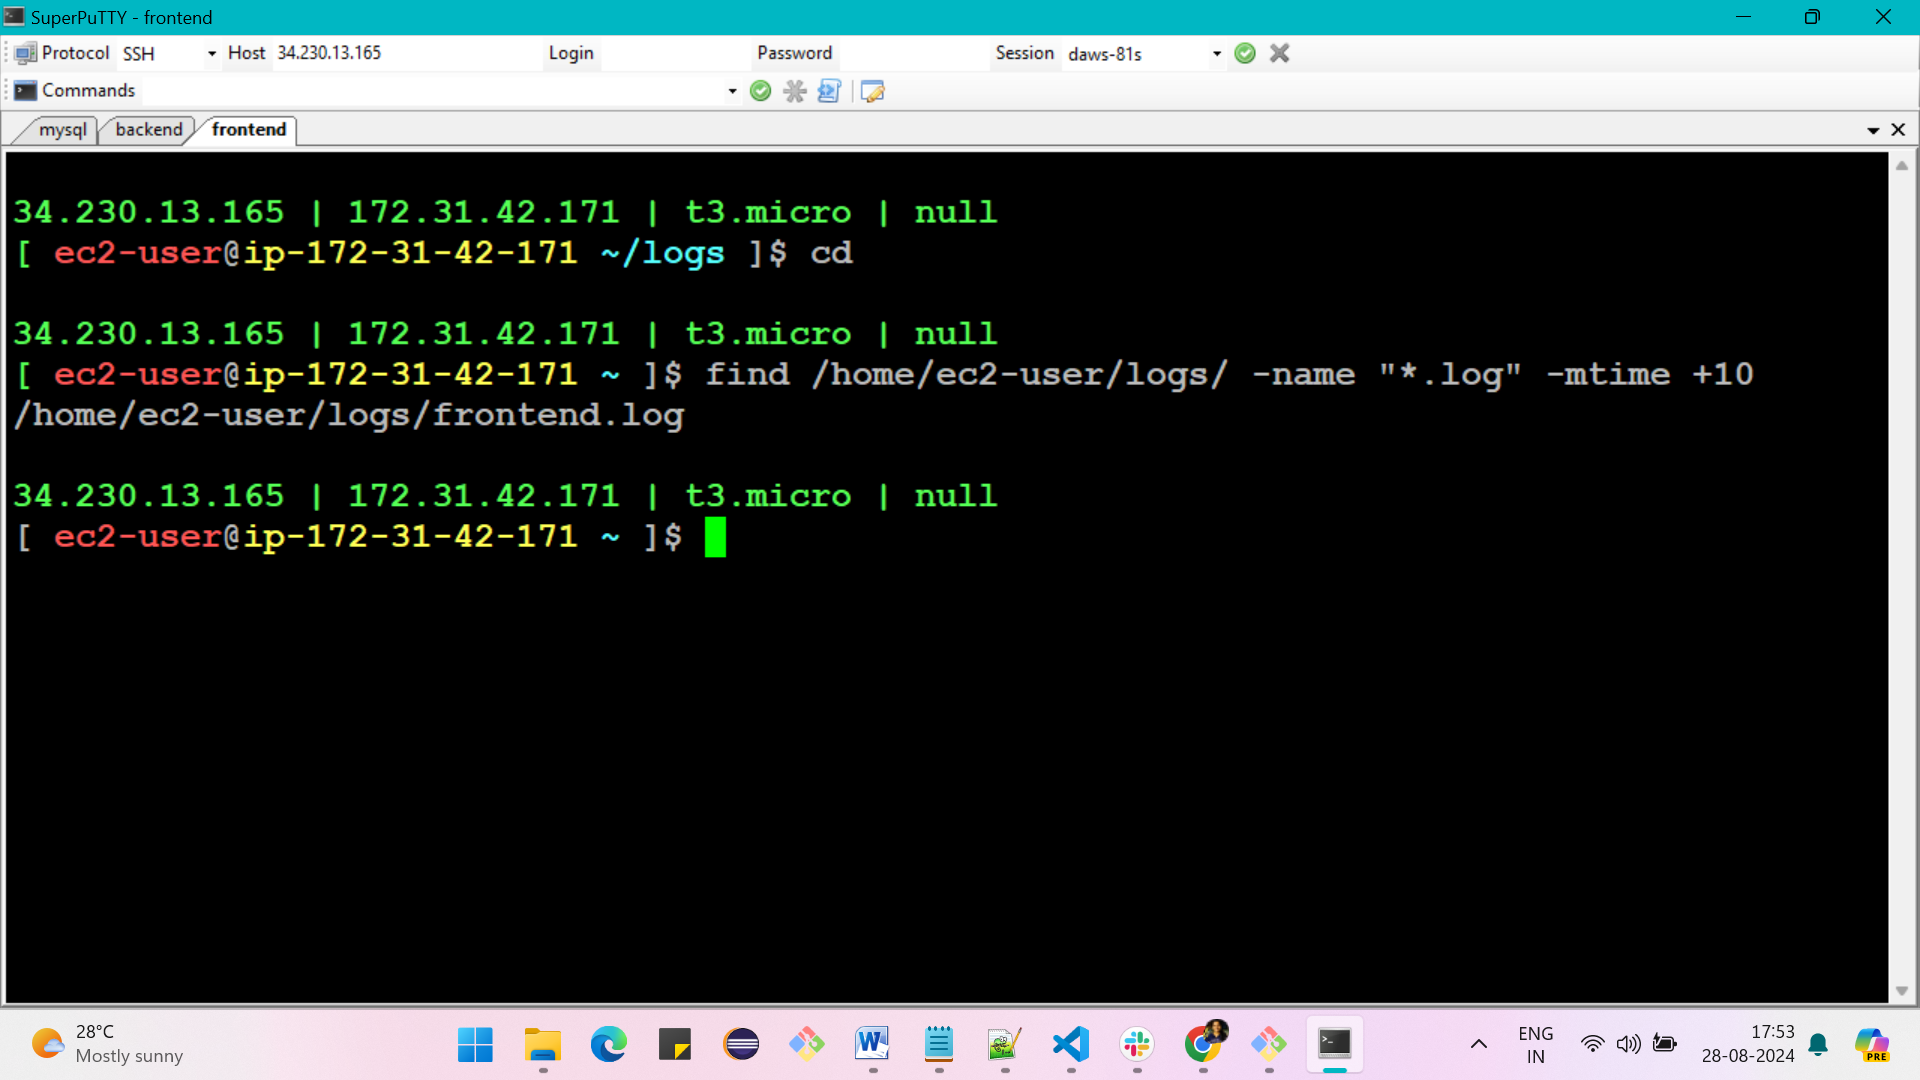 SuperPuTTY - frontend
Protocol SSH Host 34.230.13.165 Login Password Session daws-81s
Commands
mysql backend frontend
34.230.13.165 | 172.31.42.171 | t3.micro | null
[ ec2-user@ip-172-31-42-171 ~/logs ]$ cd
34.230.13.165 | 172.31.42.171 | t3.micro | null
[ ec2-user@ip-172-31-42-171 ~ ]$ find /home/ec2-user/logs/ -name "*.log" -mtime +10
/home/ec2-user/logs/frontend.log
34.230.13.165 | 172.31.42.171 | t3.micro | null
[ ec2-user@ip-172-31-42-171 ~ ]$
28°C
Mostly sunny
ENG
IN
17:53
28-08-2024
PRE